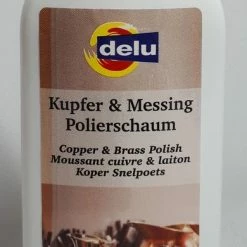 delu
Kupfer & Messing
Polierschaum
Copper & Brass Polish
Moussant cuivre & laiton
Koper Snelpoets